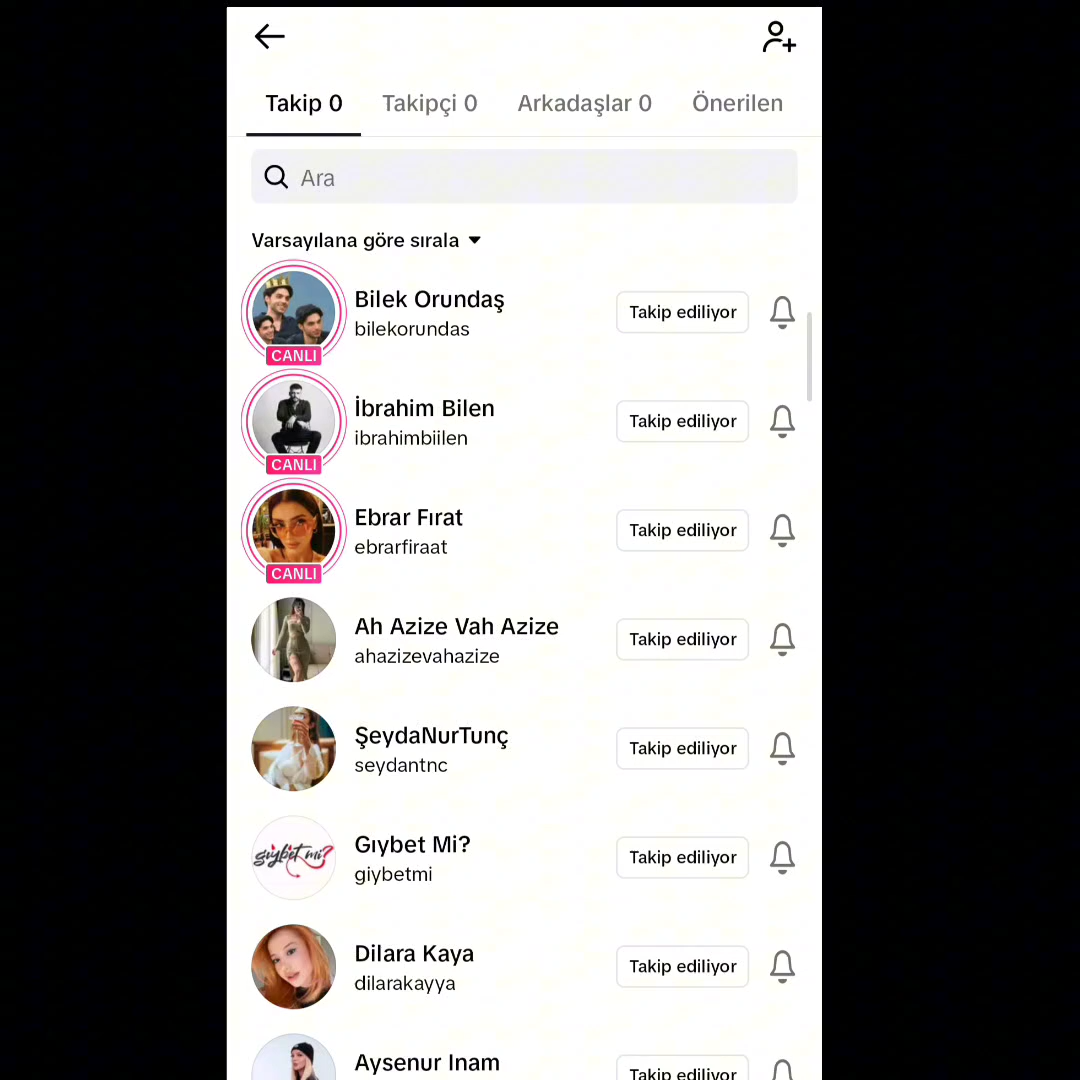 Takip 0
Takipçi 0
Arkadaşlar 0
Önerilen
Ara
Varsayılana göre sırala
Bilek Orundaş
bilekorundas
Takip ediliyor
CANLI
İbrahim Bilen
ibrahimbiilen
Takip ediliyor
CANLI
Ebrar Fırat
ebrarfiraat
Takip ediliyor
CANLI
Ah Azize Vah Azize
ahazizevahazize
Takip ediliyor
ŞeydaNurTunç
seydantnc
Takip ediliyor
gıybet mi?
Gıybet Mi?
giybetmi
Takip ediliyor
Dilara Kaya
dilarakayya
Takip ediliyor
Aysenur Inam
Takip ediliyor